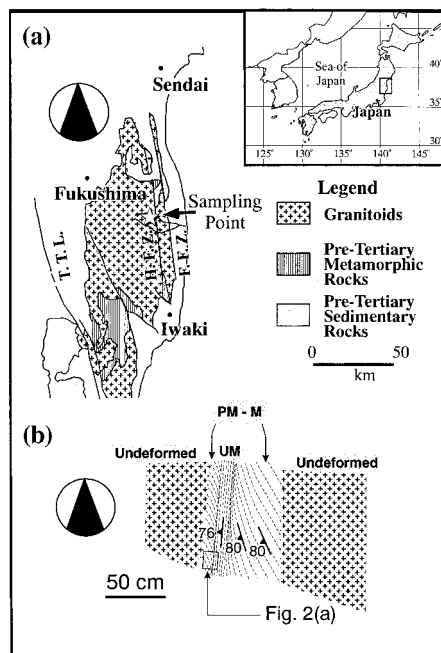 (a)
Sendai
Fukushima
Sampling
Point
T. T. L.
H. F. Z.
F. F. Z.
Iwaki
Sea of
Japan
Japan
40°
35°
30°
125° 130° 135° 140° 145°
Legend
Granitoids
Pre-Tertiary
Metamorphic
Rocks
Pre-Tertiary
Sedimentary
Rocks
0 50
km
(b)
PM - M
Undeformed
UM
Undeformed
76
80
80
50 cm
Fig. 2(a)